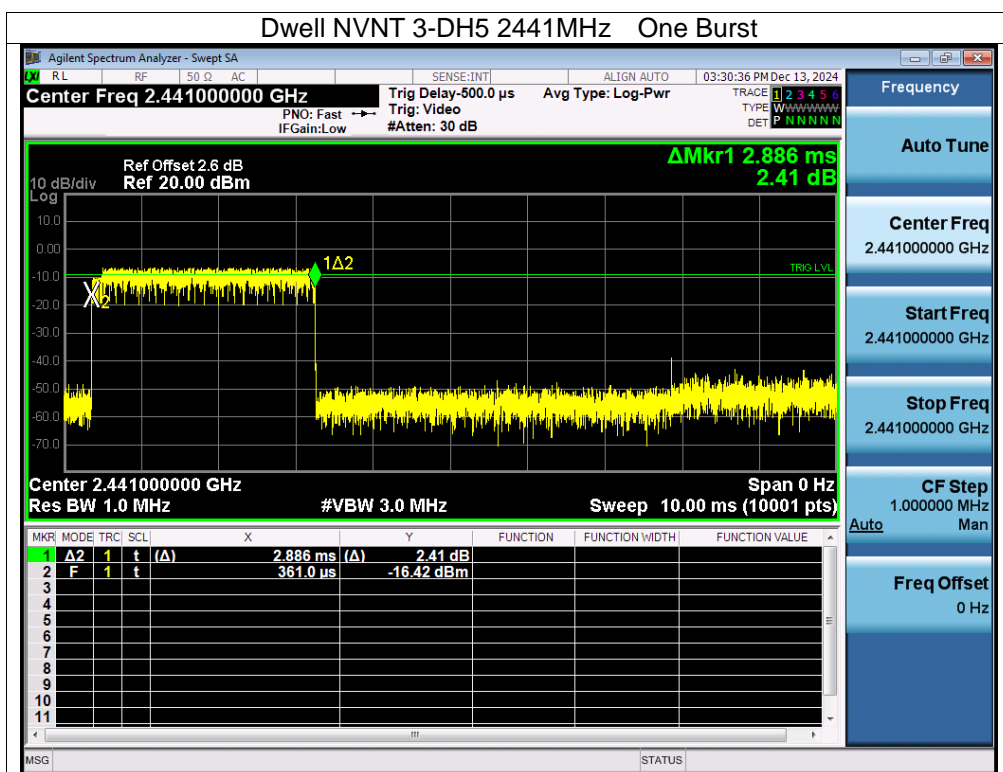 Dwell NVNT 3-DH5 2441MHz One Burst
Agilent Spectrum Analyzer - Swept SA
LXI RL RF 50 Ω AC SENSE:INT ALIGN AUTO 03:30:36 PM Dec 13, 2024
Center Freq 2.441000000 GHz
PNO: Fast
IFGain:Low
Trig Delay-500.0 µs
Trig: Video
#Atten: 30 dB
Avg Type: Log-Pwr
TRACE 1 2 3 4 5 6
TYPE WWWWWW
DET P N N N N N
ΔMkr1 2.886 ms
2.41 dB
Ref Offset 2.6 dB
10 dB/div Ref 20.00 dBm
Log
10.0
0.00
-10.0
-20.0
-30.0
-40.0
-50.0
-60.0
-70.0
1Δ2
TRIG LVL
2
Center 2.441000000 GHz Span 0 Hz
Res BW 1.0 MHz #VBW 3.0 MHz Sweep 10.00 ms (10001 pts)
MKR MODE TRC SCL X Y FUNCTION FUNCTION WIDTH FUNCTION VALUE
1 Δ2 1 t (Δ) 2.886 ms (Δ) 2.41 dB
2 F 1 t 361.0 µs -16.42 dBm
3
4
5
6
7
8
9
10
11
MSG STATUS
Frequency
Auto Tune
Center Freq
2.441000000 GHz
Start Freq
2.441000000 GHz
Stop Freq
2.441000000 GHz
CF Step
1.000000 MHz
Auto Man
Freq Offset
0 Hz